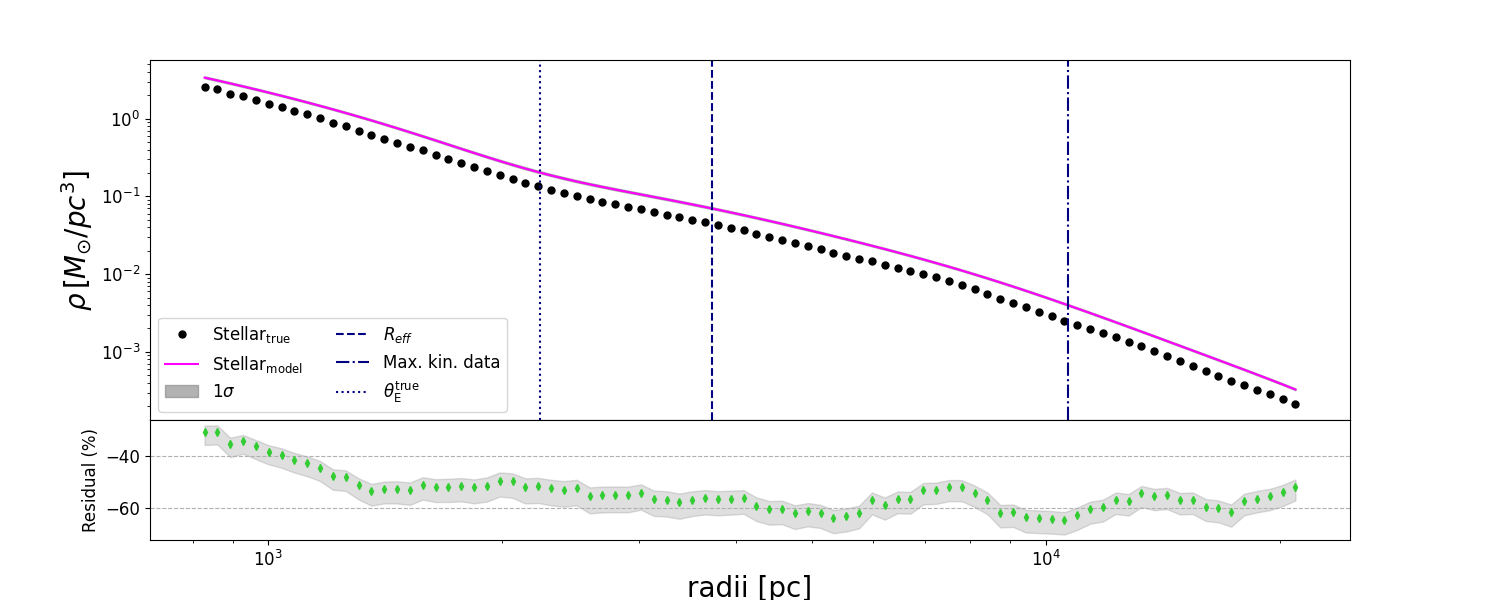 ρ [M⊙/pc³]
10⁰
10⁻¹
10⁻²
10⁻³
Stellar_true
Stellar_model
1σ
R_eff
Max. kin. data
θ_E^true
Residual (%)
−40
−60
10³
10⁴
radii [pc]